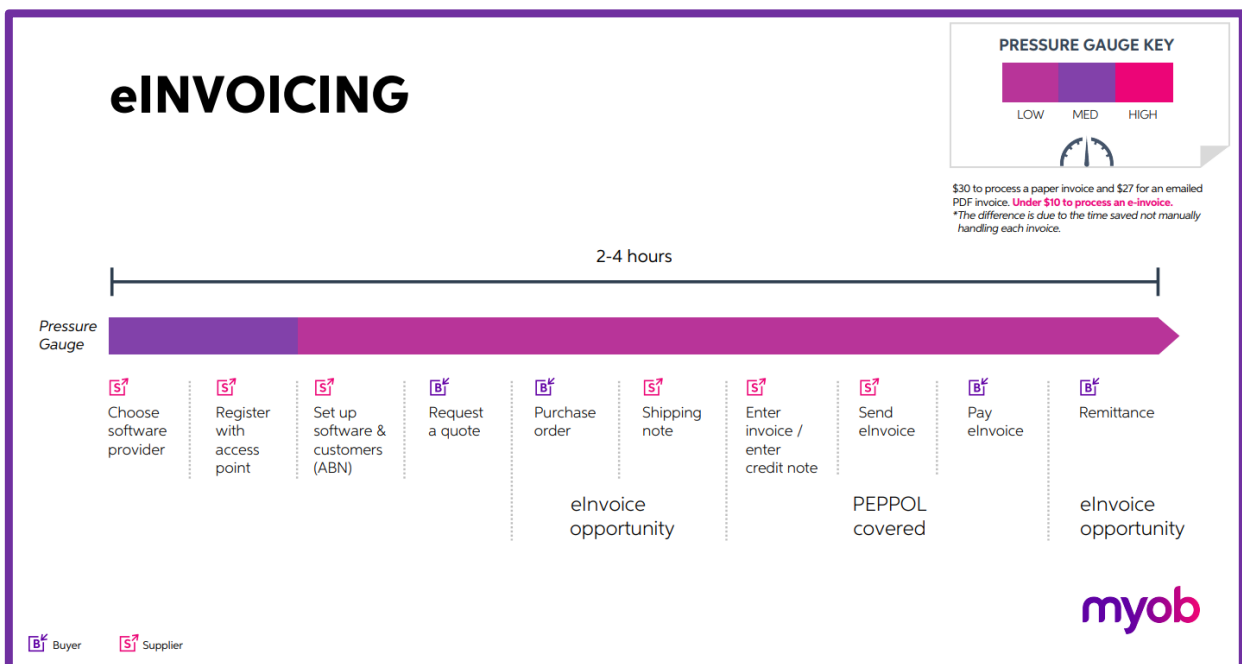 eINVOICING
PRESSURE GAUGE KEY
LOW MED HIGH
$30 to process a paper invoice and $27 for an emailed
PDF invoice. Under $10 to process an e-invoice.
*The difference is due to the time saved not manually
handling each invoice.
2-4 hours
Pressure
Gauge
S
Choose
software
provider
S
Register
with
access
point
S
Set up
software &
customers
(ABN)
B
Request
a quote
B
Purchase
order
S
Shipping
note
S
Enter
invoice /
enter
credit note
S
Send
eInvoice
B
Pay
eInvoice
B
Remittance
eInvoice
opportunity
PEPPOL
covered
eInvoice
opportunity
myob
B Buyer
S Supplier